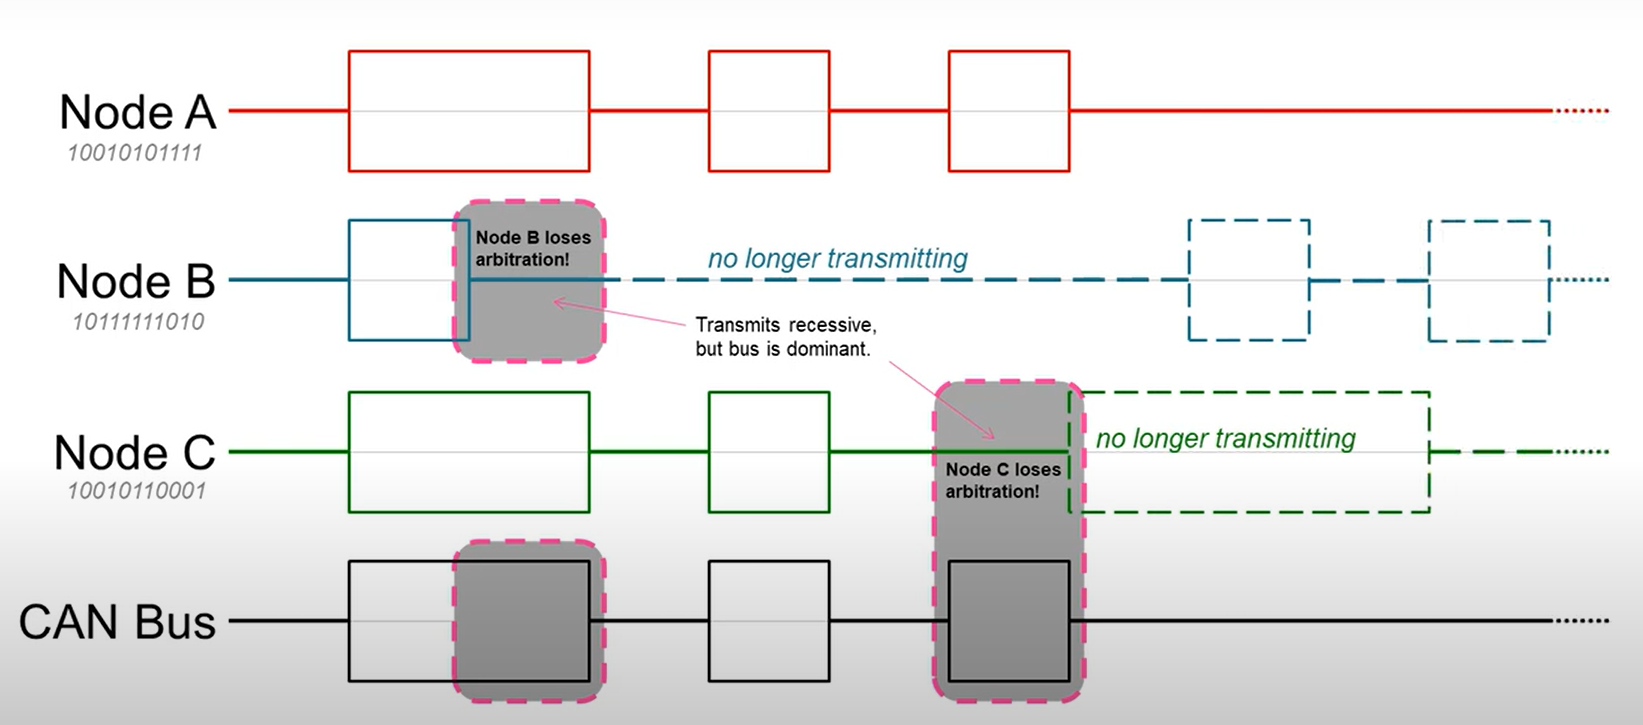 Node A
10010101111
Node B loses
arbitration!
no longer transmitting
Node B
10111111010
Transmits recessive,
but bus is dominant.
Node C
10010110001
no longer transmitting
Node C loses
arbitration!
CAN Bus